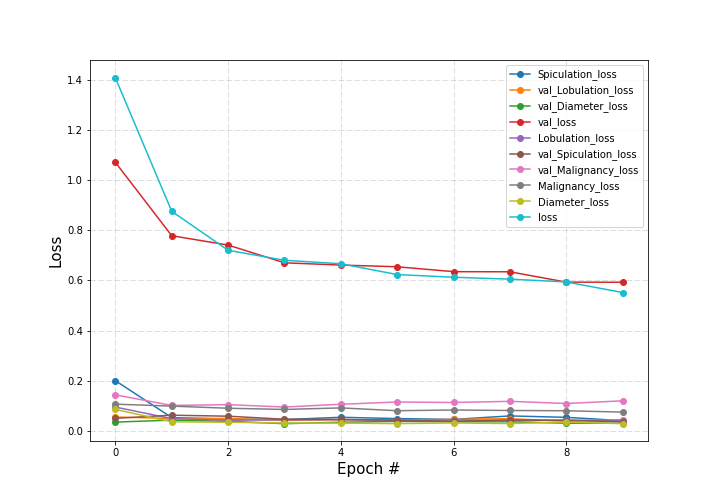 1.4
1.2
1.0
0.8
0.6
0.4
0.2
0.0
Loss
Spiculation_loss
val_Lobulation_loss
val_Diameter_loss
val_loss
Lobulation_loss
val_Spiculation_loss
val_Malignancy_loss
Malignancy_loss
Diameter_loss
loss
0 2 4 6 8
Epoch #